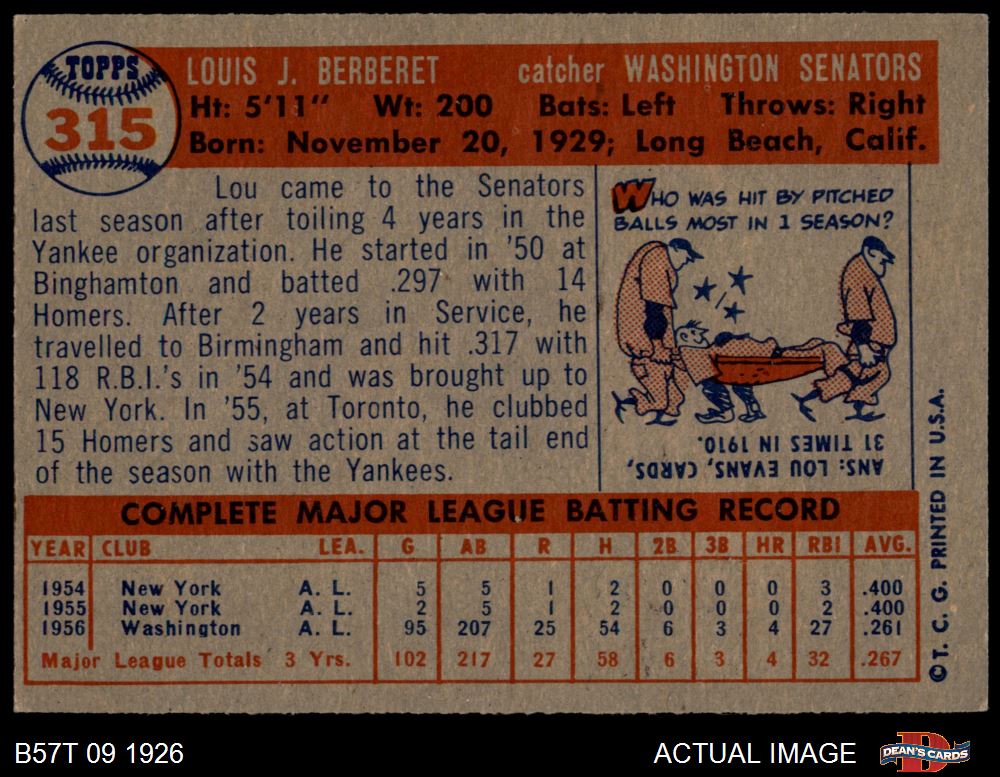 TOPPS
315
LOUIS J. BERBERET catcher WASHINGTON SENATORS
Ht: 5'11" Wt: 200 Bats: Left Throws: Right
Born: November 20, 1929; Long Beach, Calif.
Lou came to the Senators
last season after toiling 4 years in the
Yankee organization. He started in '50 at
Binghamton and batted .297 with 14
Homers. After 2 years in Service, he
travelled to Birmingham and hit .317 with
118 R.B.I.'s in '54 and was brought up to
New York. In '55, at Toronto, he clubbed
15 Homers and saw action at the tail end
of the season with the Yankees.
WHO WAS HIT BY PITCHED
BALLS MOST IN 1 SEASON?
ANS: LOU EVANS, CARDS,
31 TIMES IN 1910.
COMPLETE MAJOR LEAGUE BATTING RECORD
YEAR CLUB LEA. G AB R H 2B 3B HR RBI AVG.
1954 New York A. L. 5 5 1 2 0 0 0 3 .400
1955 New York A. L. 2 5 1 2 0 0 0 2 .400
1956 Washington A. L. 95 207 25 54 6 3 4 27 .261
Major League Totals 3 Yrs. 102 217 27 58 6 3 4 32 .267
©T. C. G. PRINTED IN U.S.A.
B57T 09 1926 ACTUAL IMAGE
D
DEAN'S CARDS